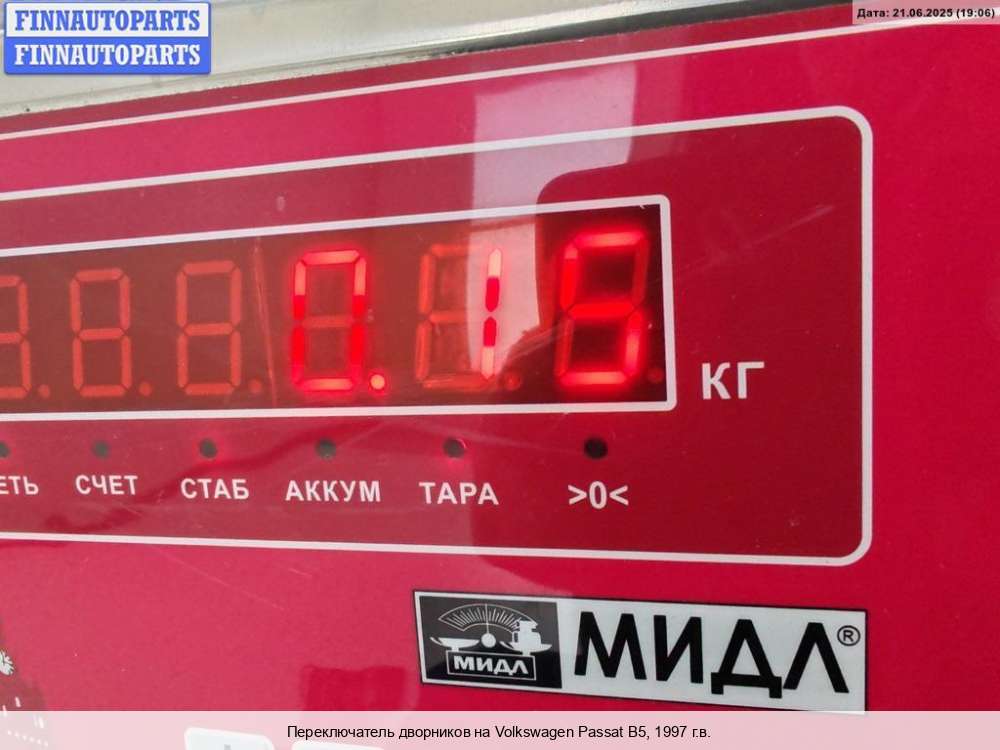 FINNAUTOPARTS
FINNAUTOPARTS
Дата: 21.06.2025 (19:06)
0.15
КГ
СЧЕТ СТАБ АККУМ ТАРА >0<
МИДЛ
МИДЛ®
Переключатель дворников на Volkswagen Passat B5, 1997 г.в.